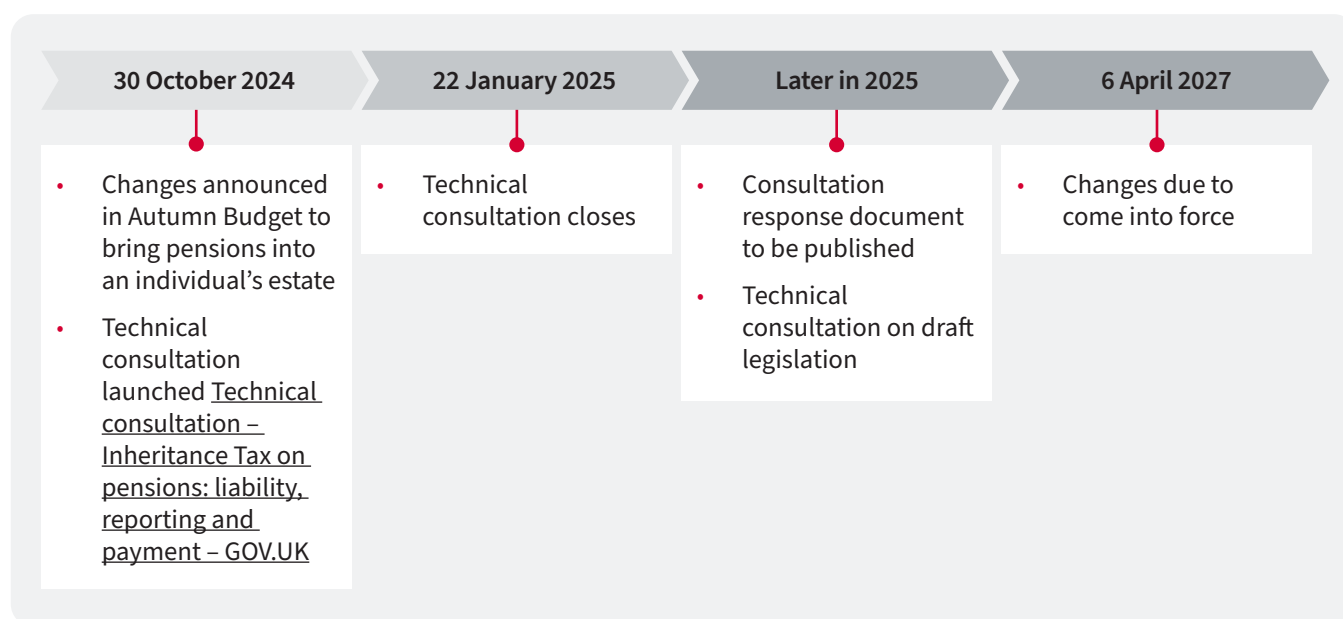 30 October 2024
22 January 2025
Later in 2025
6 April 2027
• Changes announced
in Autumn Budget to
bring pensions into
an individual’s estate
• Technical
consultation
launched Technical
consultation –
Inheritance Tax on
pensions: liability,
reporting and
payment – GOV.UK
• Technical
consultation closes
• Consultation
response document
to be published
• Technical
consultation on draft
legislation
• Changes due to
come into force